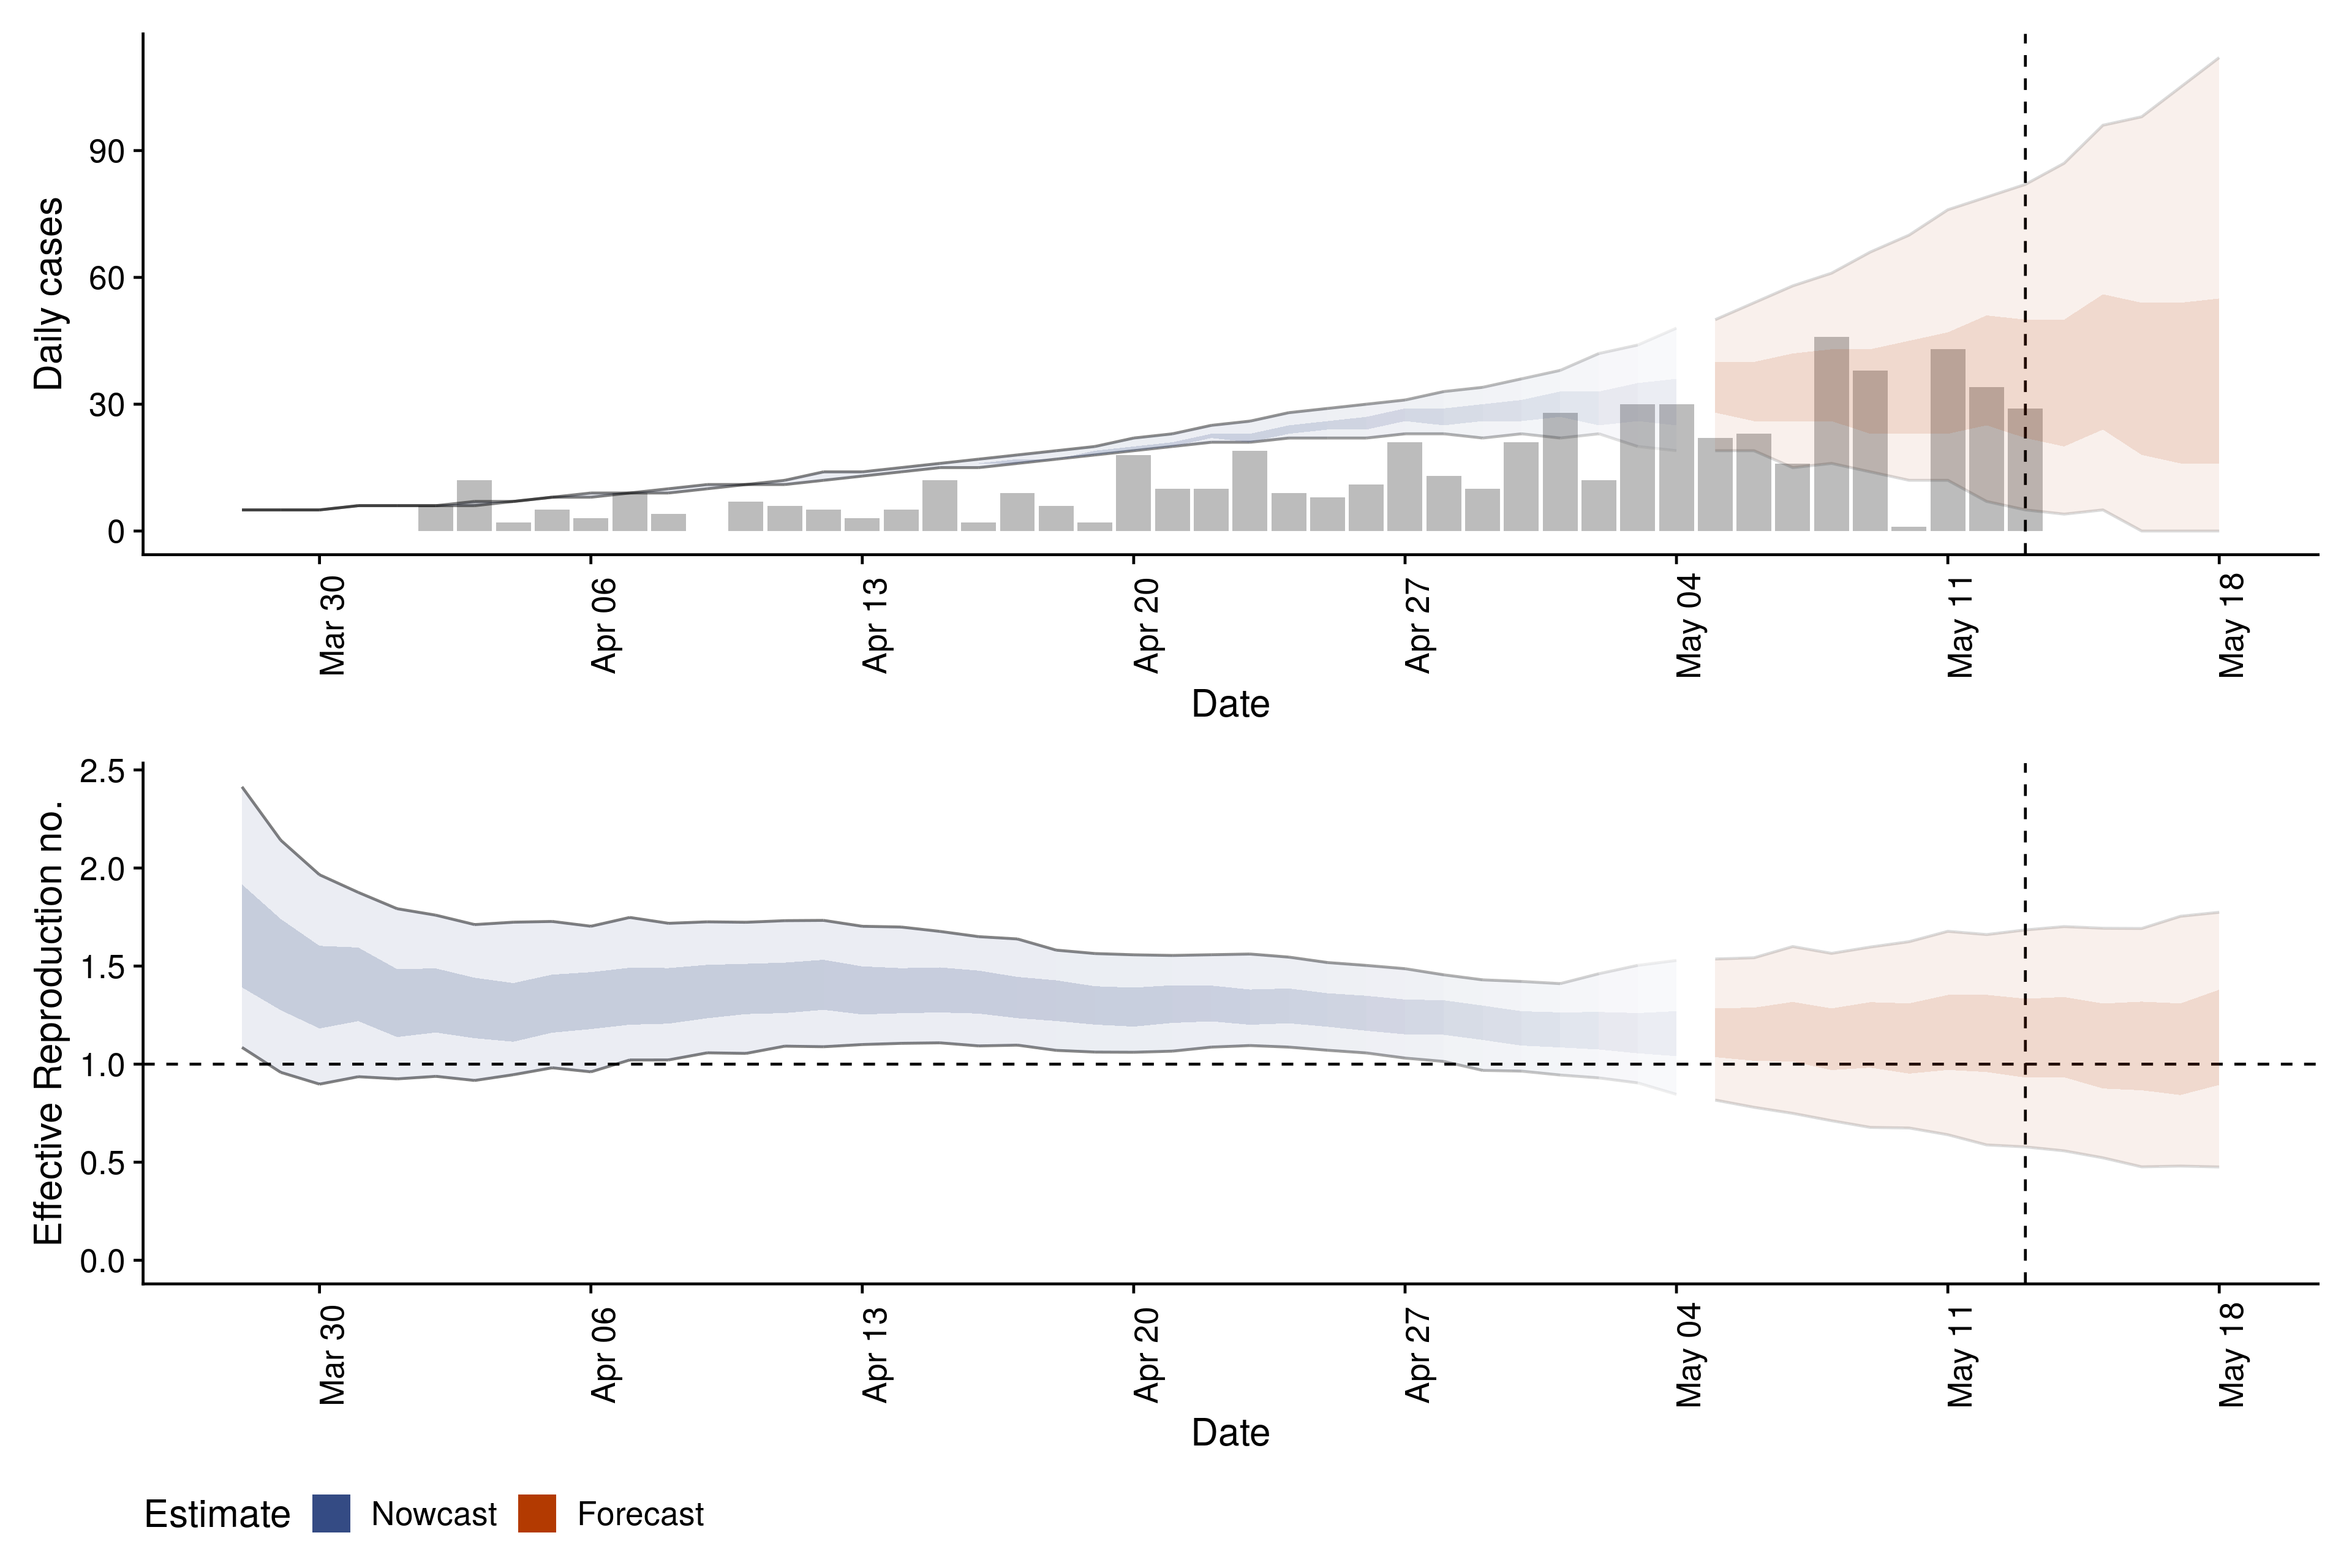 Daily cases
90
60
30
0
Mar 30
Apr 06
Apr 13
Apr 20
Apr 27
May 04
May 11
May 18
Date
Effective Reproduction no.
2.5
2.0
1.5
1.0
0.5
0.0
Mar 30
Apr 06
Apr 13
Apr 20
Apr 27
May 04
May 11
May 18
Date
Estimate Nowcast Forecast